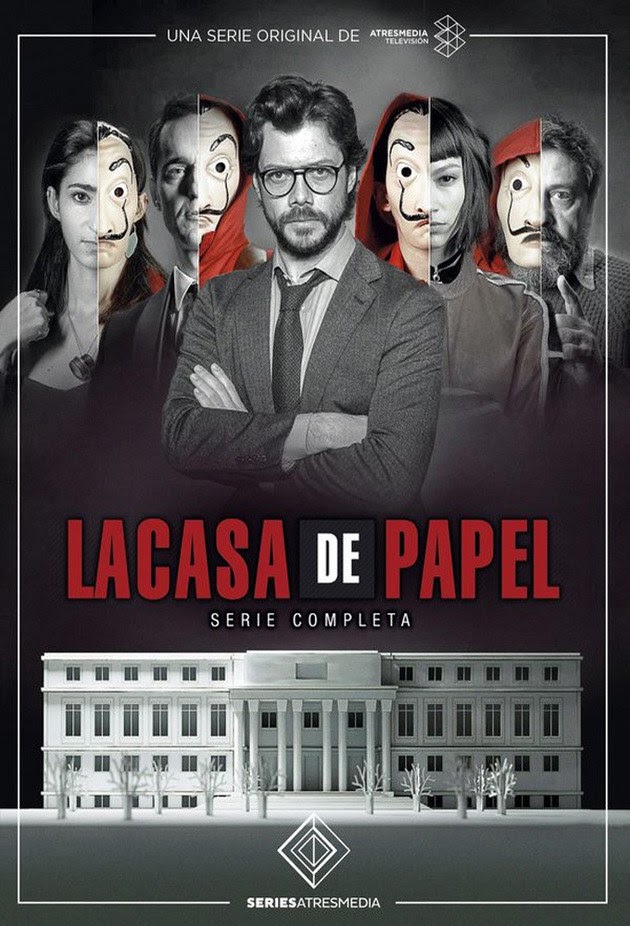 UNA SERIE ORIGINAL DE ATRESMEDIA
TELEVISIÓN
LACASA DE PAPEL
SERIE COMPLETA
SERIESATRESMEDIA